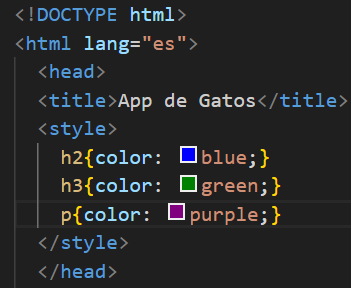 <!DOCTYPE html>
<html lang="es">
<head>
<title>App de Gatos</title>
<style>
h2{color: blue;}
h3{color: green;}
p{color: purple;}
</style>
</head>